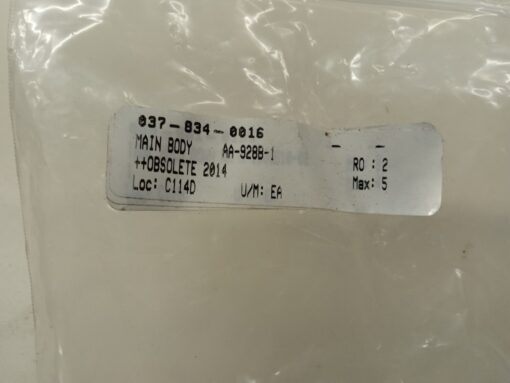 037-834-0016
MAIN BODY AA-928B-1 - -
++OBSOLETE 2014 RO : 2
Loc: C114D U/M: EA Max: 5